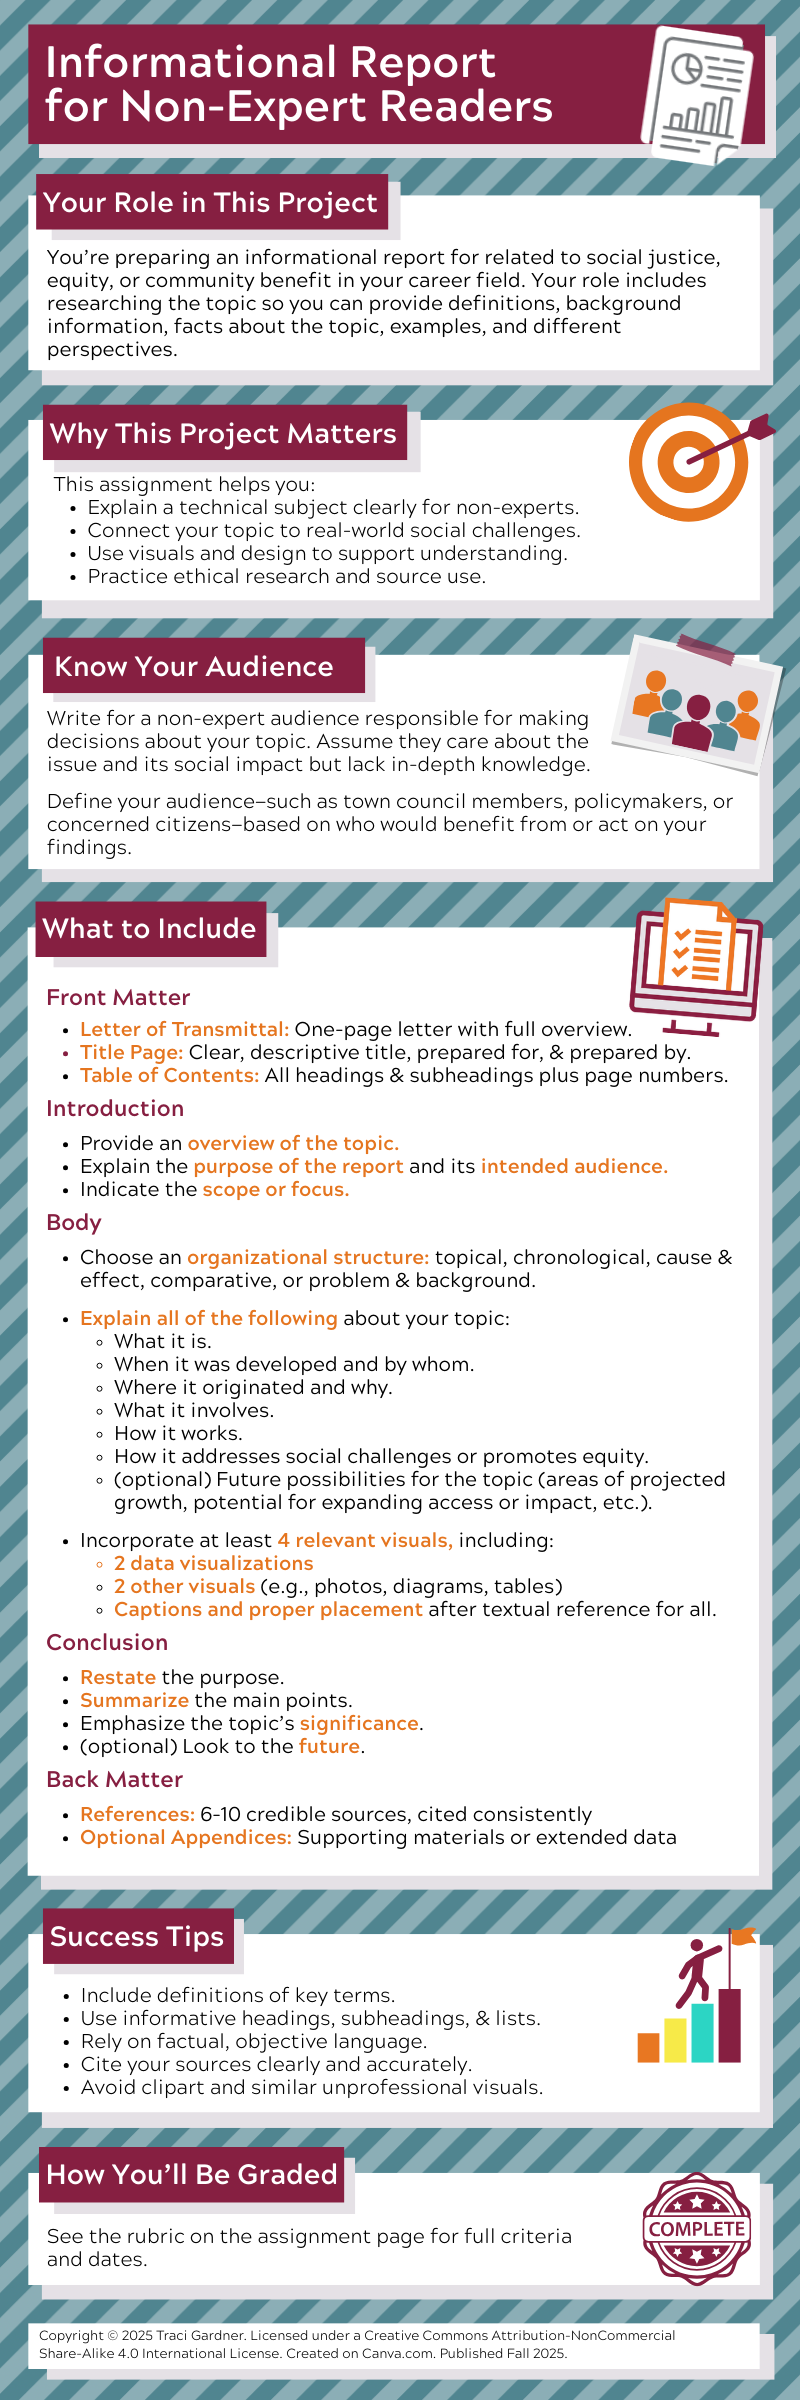 Informational Report
for Non-Expert Readers
Your Role in This Project
You're preparing an informational report for related to social justice,
equity, or community benefit in your career field. Your role includes
researching the topic so you can provide definitions, background
information, facts about the topic, examples, and different
perspectives.
Why This Project Matters
This assignment helps you:
• Explain a technical subject clearly for non-experts.
• Connect your topic to real-world social challenges.
• Use visuals and design to support understanding.
• Practice ethical research and source use.
Know Your Audience
Write for a non-expert audience responsible for making
decisions about your topic. Assume they care about the
issue and its social impact but lack in-depth knowledge.
Define your audience—such as town council members, policymakers, or
concerned citizens—based on who would benefit from or act on your
findings.
What to Include
Front Matter
• Letter of Transmittal: One-page letter with full overview.
• Title Page: Clear, descriptive title, prepared for, & prepared by.
• Table of Contents: All headings & subheadings plus page numbers.
Introduction
• Provide an overview of the topic.
• Explain the purpose of the report and its intended audience.
• Indicate the scope or focus.
Body
• Choose an organizational structure: topical, chronological, cause &
effect, comparative, or problem & background.
• Explain all of the following about your topic:
◦ What it is.
◦ When it was developed and by whom.
◦ Where it originated and why.
◦ What it involves.
◦ How it works.
◦ How it addresses social challenges or promotes equity.
◦ (optional) Future possibilities for the topic (areas of projected
growth, potential for expanding access or impact, etc.).
• Incorporate at least 4 relevant visuals, including:
◦ 2 data visualizations
◦ 2 other visuals (e.g., photos, diagrams, tables)
◦ Captions and proper placement after textual reference for all.
Conclusion
• Restate the purpose.
• Summarize the main points.
• Emphasize the topic's significance.
• (optional) Look to the future.
Back Matter
• References: 6-10 credible sources, cited consistently
• Optional Appendices: Supporting materials or extended data
Success Tips
• Include definitions of key terms.
• Use informative headings, subheadings, & lists.
• Rely on factual, objective language.
• Cite your sources clearly and accurately.
• Avoid clipart and similar unprofessional visuals.
How You'll Be Graded
See the rubric on the assignment page for full criteria
and dates.
COMPLETE
Copyright © 2025 Traci Gardner. Licensed under a Creative Commons Attribution-NonCommercial
Share-Alike 4.0 International License. Created on Canva.com. Published Fall 2025.